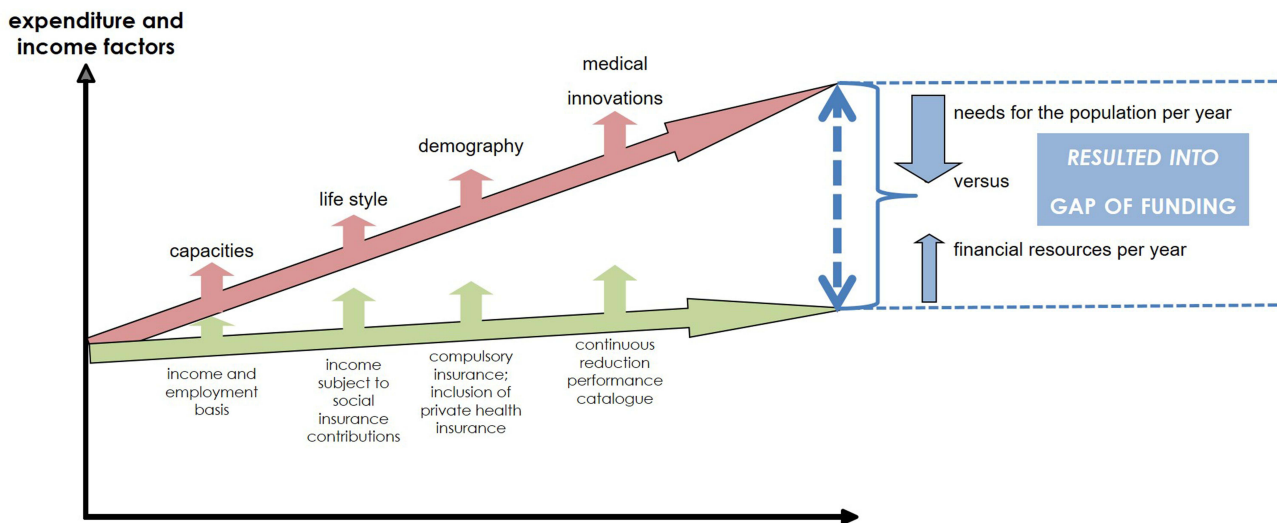 expenditure and
income factors
medical
innovations
demography
life style
capacities
income and
employment
basis
income
subject to
social
insurance
contributions
compulsory
insurance;
inclusion of
private health
insurance
continuous
reduction
performance
catalogue
needs for the population per year
versus
financial resources per year
RESULTED INTO
GAP OF FUNDING